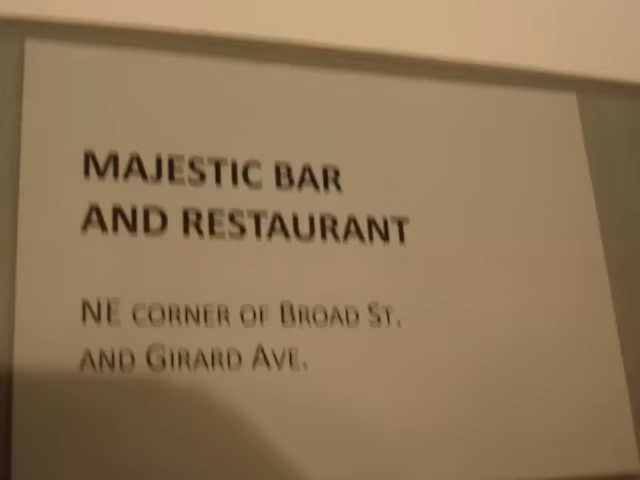 MAJESTIC BAR
AND RESTAURANT
NE CORNER OF BROAD ST.
AND GIRARD AVE.